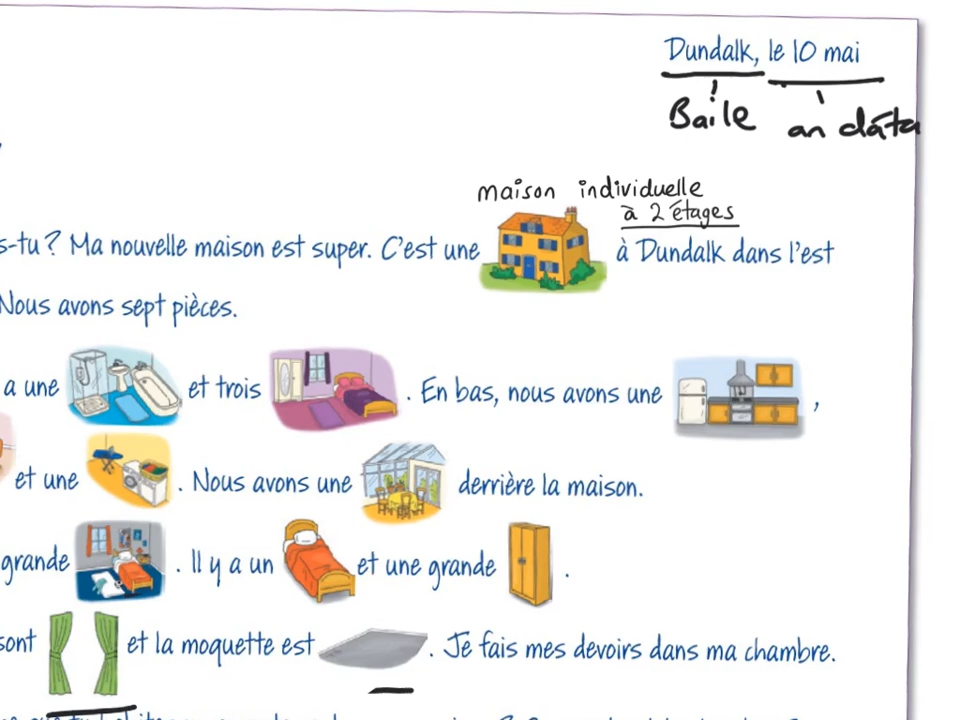 Dundalk, le 10 mai
Baile an dáta
maison individuelle
à 2 étages
s-tu ? Ma nouvelle maison est super. C'est une à Dundalk dans l'est
Nous avons sept pièces.
a une et trois . En bas, nous avons une ,
et une . Nous avons une derrière la maison.
grande . Il y a un et une grande .
sont et la moquette est . Je fais mes devoirs dans ma chambre.